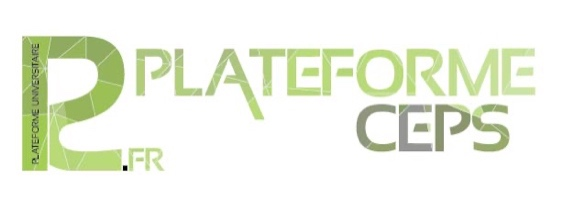 PLATEFORME UNIVERSITAIRE
PLATEFORME
CEPS
.FR